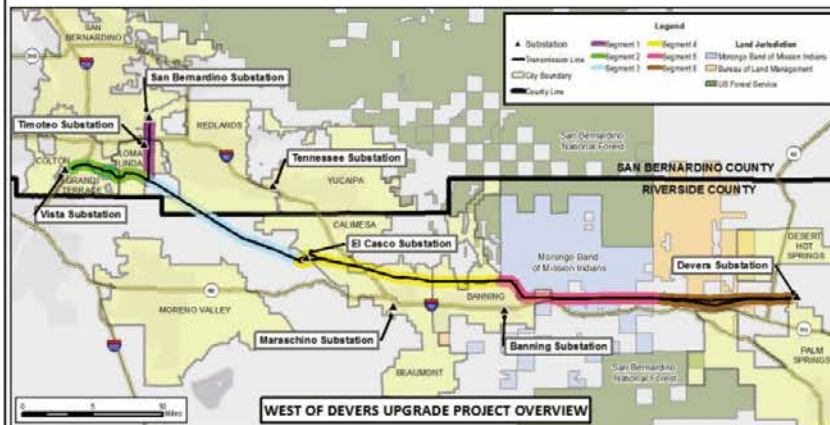 SAN
BERNARDINO
San Bernardino Substation
Timoteo Substation
REDLANDS
LOMA
LINDA
COLTON
GRAND
TERRACE
Tennessee Substation
YUCAIPA
Vista Substation
CALIMESA
El Casco Substation
San Bernardino
National Forest
SAN BERNARDINO COUNTY
RIVERSIDE COUNTY
Morongo Band
of Mission Indians
DESERT
HOT
SPRINGS
Devers Substation
MORENO VALLEY
BANNING
Maraschino Substation
Banning Substation
BEAUMONT
San Bernardino
National Forest
PALM
SPRINGS
0 5 10
Miles
WEST OF DEVERS UPGRADE PROJECT OVERVIEW
Legend
Substation
Transmission Line
City Boundary
County Line
Segment 1
Segment 2
Segment 3
Segment 4
Segment 5
Segment 6
Land Jurisdiction
Morongo Band of Mission Indians
Bureau of Land Management
US Forest Service